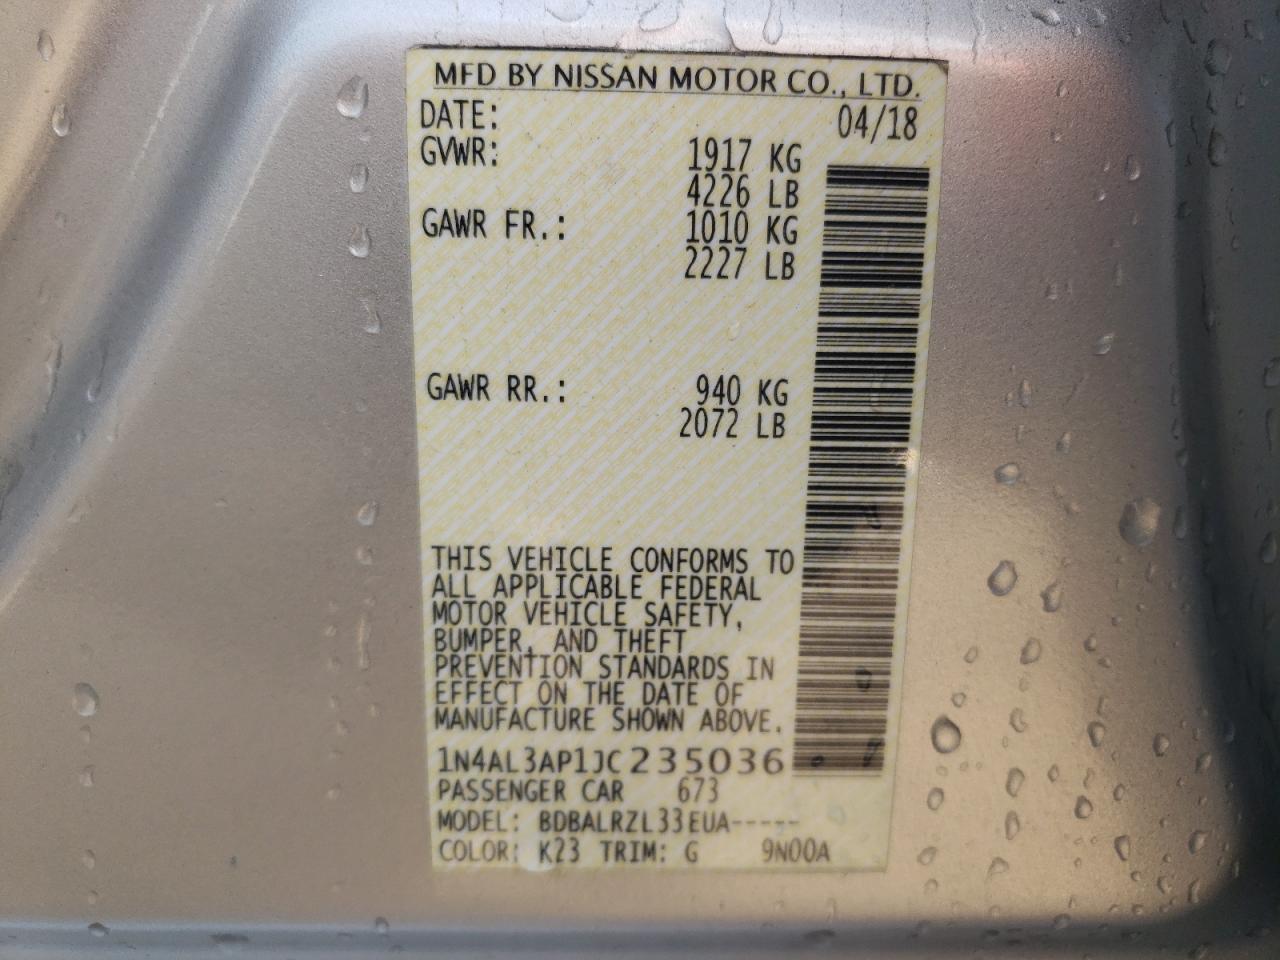 MFD BY NISSAN MOTOR CO., LTD.
DATE: 04/18
GVWR: 1917 KG
4226 LB
GAWR FR.: 1010 KG
2227 LB
GAWR RR.: 940 KG
2072 LB
THIS VEHICLE CONFORMS TO
ALL APPLICABLE FEDERAL
MOTOR VEHICLE SAFETY,
BUMPER, AND THEFT
PREVENTION STANDARDS IN
EFFECT ON THE DATE OF
MANUFACTURE SHOWN ABOVE.
1N4AL3AP1JC235036
PASSENGER CAR 673
MODEL: BDBALRZL33EUA-----
COLOR: K23 TRIM: G 9N00A